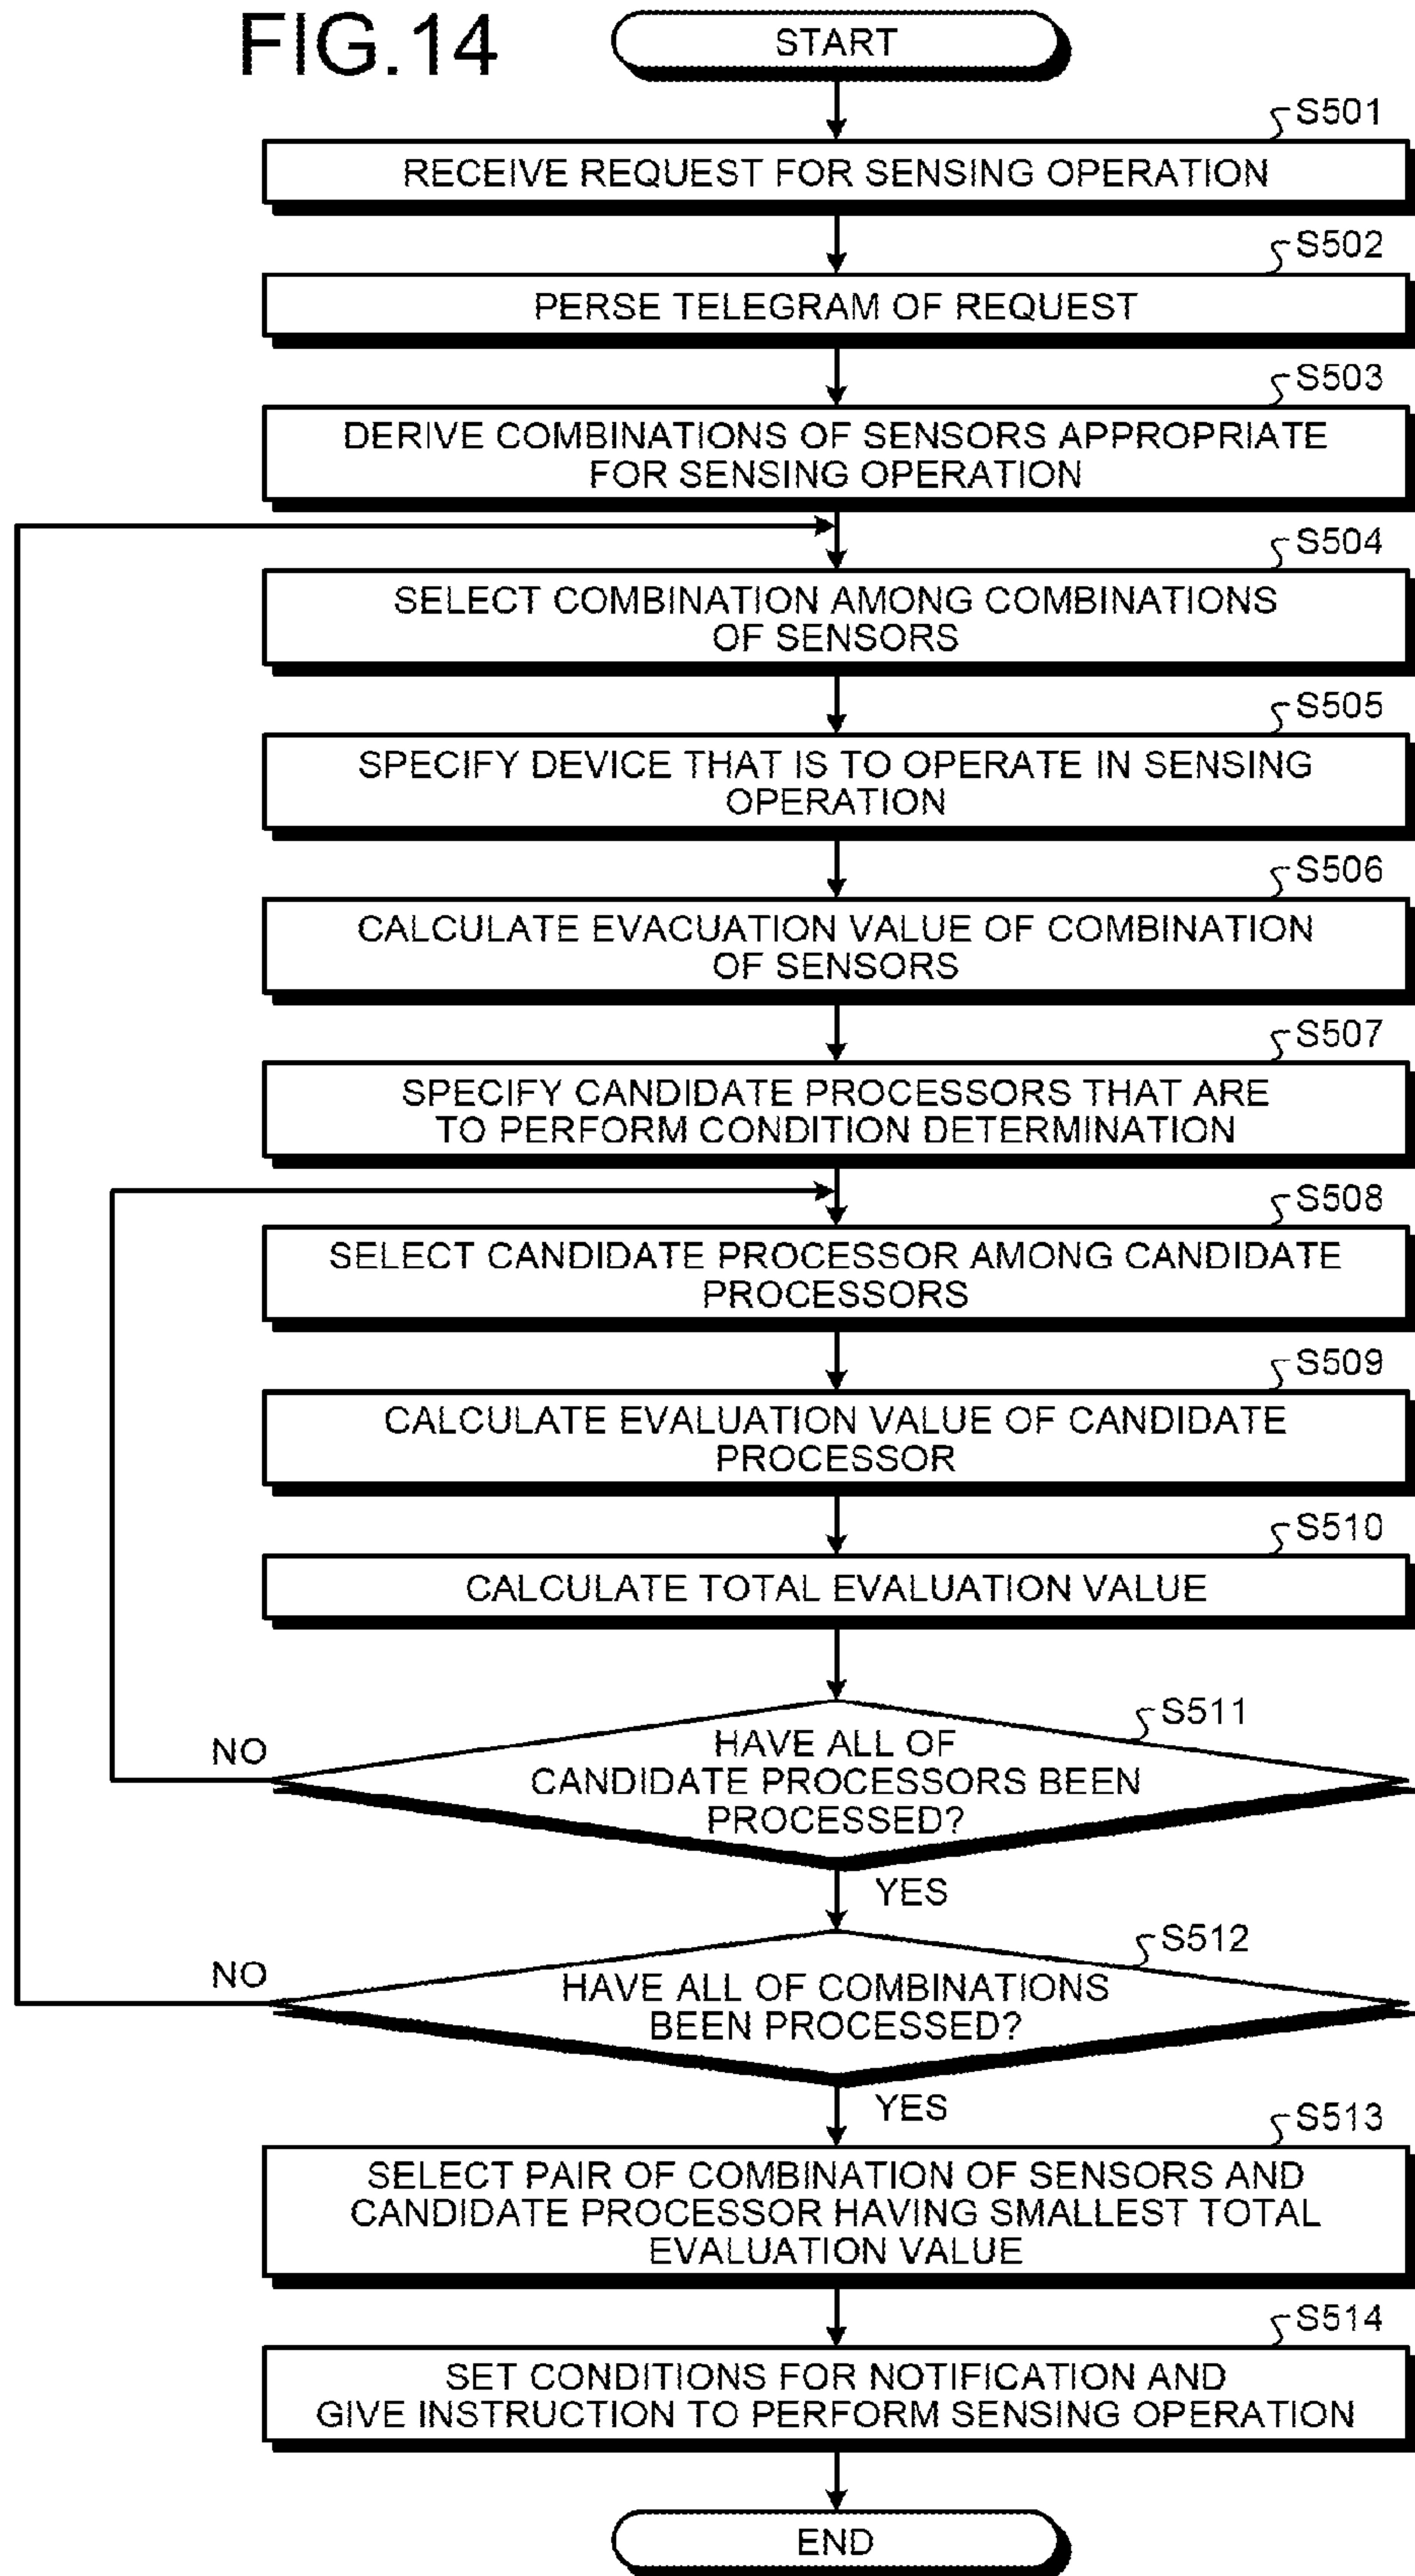 FIG.14
START
S501
RECEIVE REQUEST FOR SENSING OPERATION
S502
PERSE TELEGRAM OF REQUEST
S503
DERIVE COMBINATIONS OF SENSORS APPROPRIATE
FOR SENSING OPERATION
S504
SELECT COMBINATION AMONG COMBINATIONS
OF SENSORS
S505
SPECIFY DEVICE THAT IS TO OPERATE IN SENSING
OPERATION
S506
CALCULATE EVACUATION VALUE OF COMBINATION
OF SENSORS
S507
SPECIFY CANDIDATE PROCESSORS THAT ARE
TO PERFORM CONDITION DETERMINATION
S508
SELECT CANDIDATE PROCESSOR AMONG CANDIDATE
PROCESSORS
S509
CALCULATE EVALUATION VALUE OF CANDIDATE
PROCESSOR
S510
CALCULATE TOTAL EVALUATION VALUE
S511
HAVE ALL OF
CANDIDATE PROCESSORS BEEN
PROCESSED?
NO
YES
S512
HAVE ALL OF COMBINATIONS
BEEN PROCESSED?
NO
YES
S513
SELECT PAIR OF COMBINATION OF SENSORS AND
CANDIDATE PROCESSOR HAVING SMALLEST TOTAL
EVALUATION VALUE
S514
SET CONDITIONS FOR NOTIFICATION AND
GIVE INSTRUCTION TO PERFORM SENSING OPERATION
END